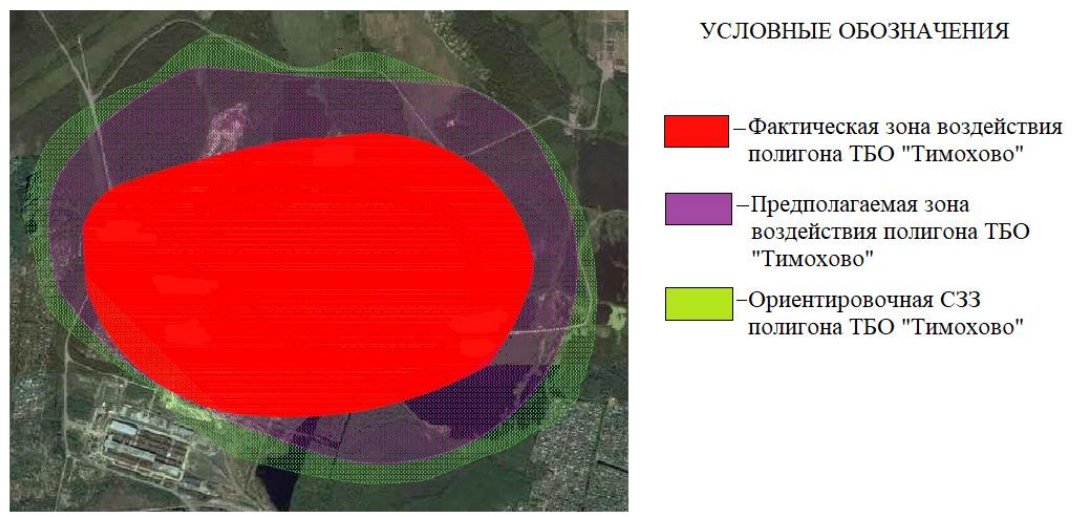 УСЛОВНЫЕ ОБОЗНАЧЕНИЯ
–Фактическая зона воздействия
полигона ТБО "Тимохово"
–Предполагаемая зона
воздействия полигона ТБО
"Тимохово"
–Ориентировочная СЗЗ
полигона ТБО "Тимохово"